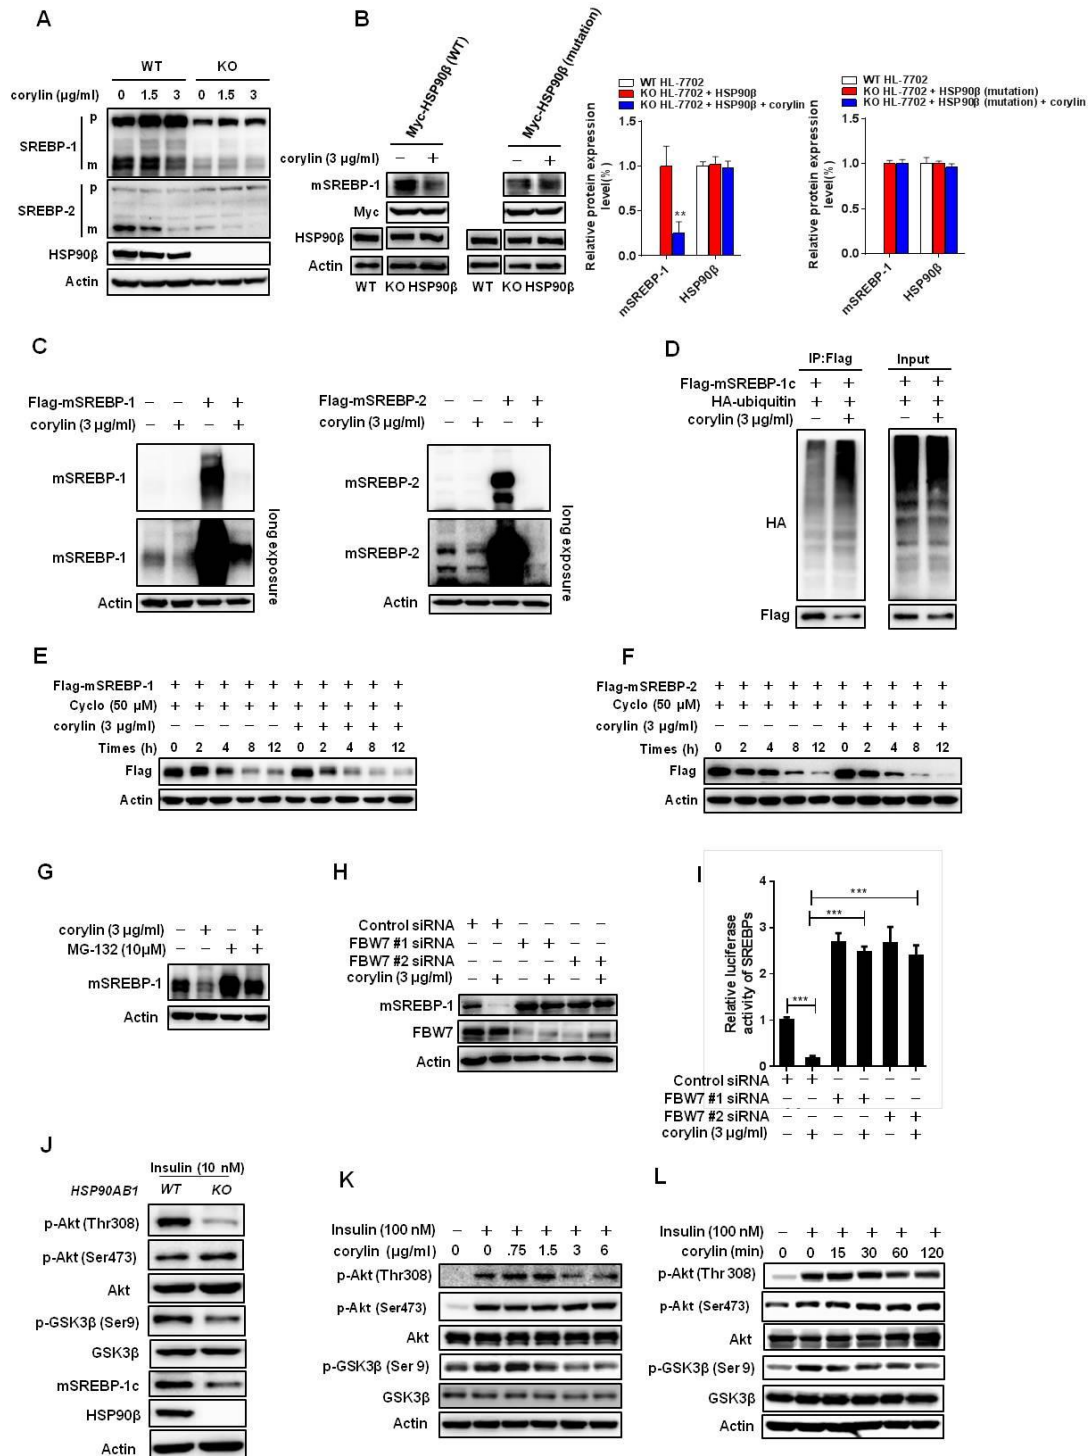 A
WT KO
corylin (µg/ml) 0 1.5 3 0 1.5 3
SREBP-1 p
m
SREBP-2 p
m
HSP90β
Actin
B
Myc-HSP90β (WT)
Myc-HSP90β (mutation)
corylin (3 µg/ml) – + – +
mSREBP-1
Myc
HSP90β
Actin
WT KO HSP90β WT KO HSP90β
WT HL-7702
KO HL-7702 + HSP90β
KO HL-7702 + HSP90β + corylin
Relative protein expression level(%)
1.5
1.0
0.5
0.0
**
mSREBP-1 HSP90β
WT HL-7702
KO HL-7702 + HSP90β (mutation)
KO HL-7702 + HSP90β (mutation) + corylin
Relative protein expression level(%)
1.5
1.0
0.5
0.0
mSREBP-1 HSP90β
C
Flag-mSREBP-1 – – + +
corylin (3 µg/ml) – + – +
mSREBP-1
mSREBP-1
Actin
long exposure
Flag-mSREBP-2 – – + +
corylin (3 µg/ml) – + – +
mSREBP-2
mSREBP-2
Actin
long exposure
D
IP:Flag Input
Flag-mSREBP-1c + + + +
HA-ubiquitin + + + +
corylin (3 µg/ml) – + – +
HA
Flag
E
Flag-mSREBP-1 + + + + + + + + + +
Cyclo (50 µM) + + + + + + + + + +
corylin (3 µg/ml) – – – – – + + + + +
Times (h) 0 2 4 8 12 0 2 4 8 12
Flag
Actin
F
Flag-mSREBP-2 + + + + + + + + + +
Cyclo (50 µM) + + + + + + + + + +
corylin (3 µg/ml) – – – – – + + + + +
Times (h) 0 2 4 8 12 0 2 4 8 12
Flag
Actin
G
corylin (3 µg/ml) – + – +
MG-132 (10µM) – – + +
mSREBP-1
Actin
H
Control siRNA + + – – – –
FBW7 #1 siRNA – – + + – –
FBW7 #2 siRNA – – – – + +
corylin (3 µg/ml) – + – + – +
mSREBP-1
FBW7
Actin
I
Relative luciferase activity of SREBPs
4
3
2
1
0
***
***
***
Control siRNA + + – – – –
FBW7 #1 siRNA – – + + – –
FBW7 #2 siRNA – – – – + +
corylin (3 µg/ml) – + – + – +
J
Insulin (10 nM)
HSP90AB1 WT KO
p-Akt (Thr308)
p-Akt (Ser473)
Akt
p-GSK3β (Ser9)
GSK3β
mSREBP-1c
HSP90β
Actin
K
Insulin (100 nM) – + + + + +
corylin (µg/ml) 0 0 .75 1.5 3 6
p-Akt (Thr308)
p-Akt (Ser473)
Akt
p-GSK3β (Ser 9)
GSK3β
Actin
L
Insulin (100 nM) – + + + + +
corylin (min) 0 0 15 30 60 120
p-Akt (Thr 308)
p-Akt (Ser473)
Akt
p-GSK3β (Ser 9)
GSK3β
Actin